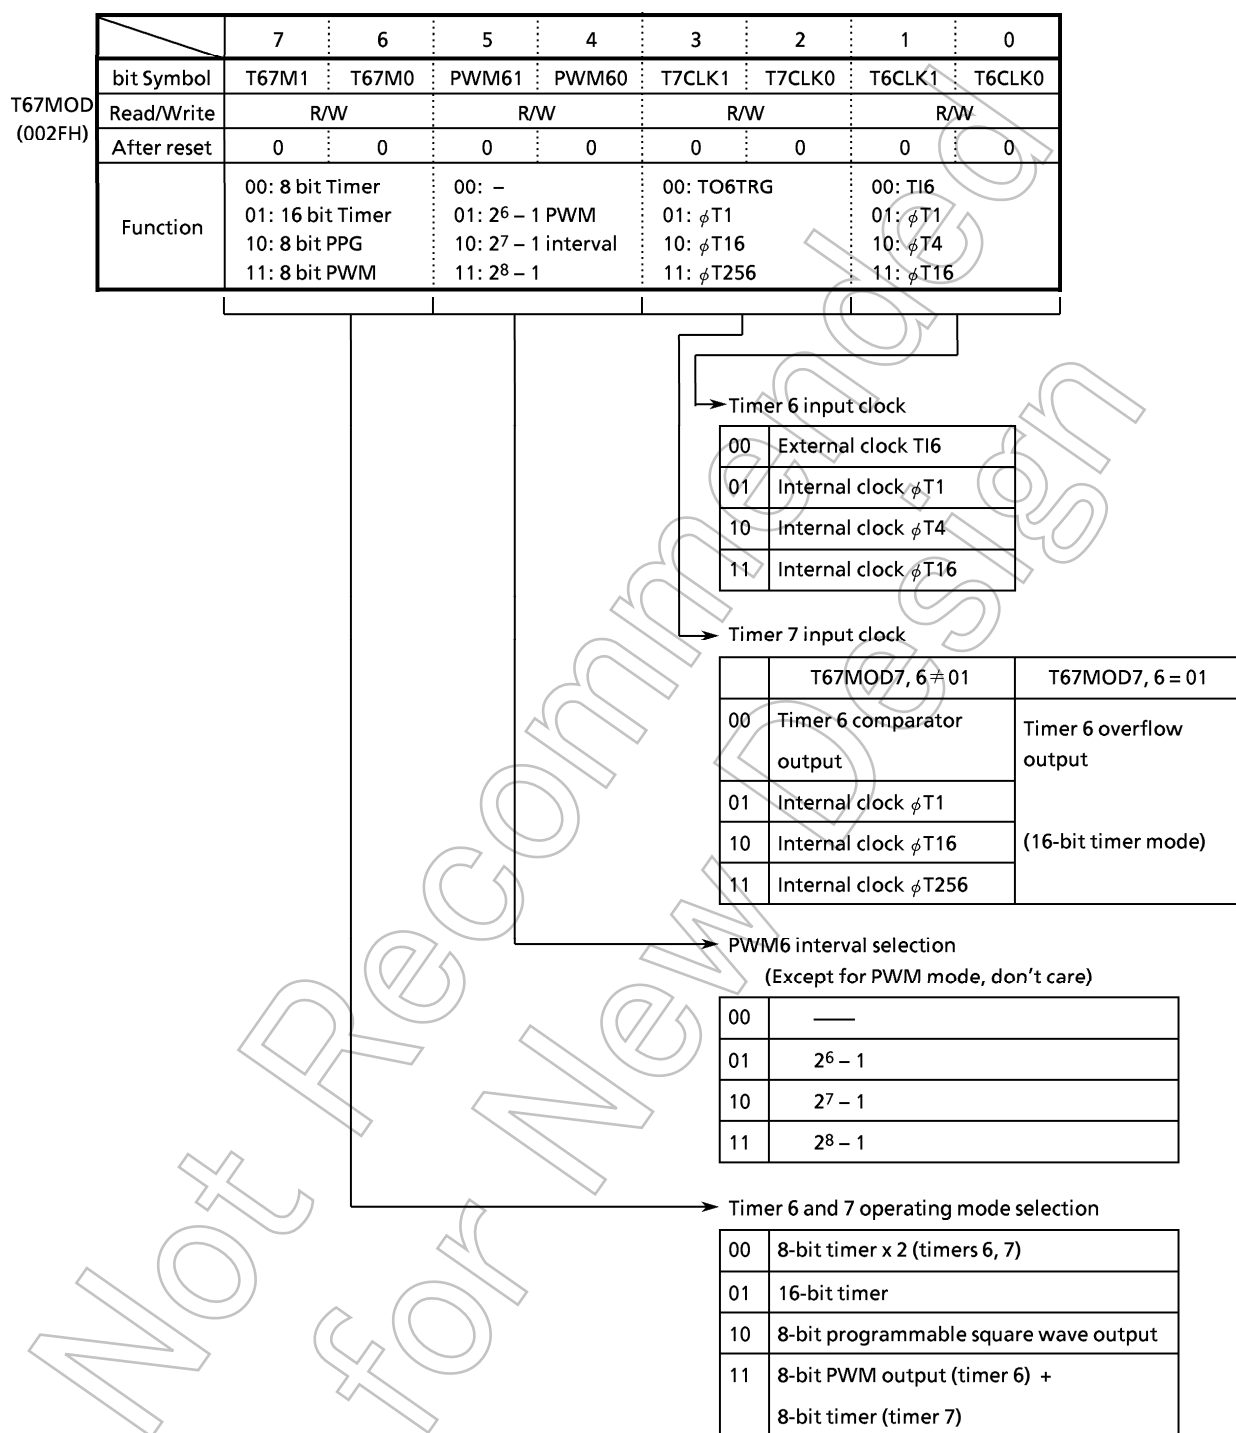 7 6 5 4 3 2 1 0
bit Symbol T67M1 T67M0 PWM61 PWM60 T7CLK1 T7CLK0 T6CLK1 T6CLK0
T67MOD
(002FH)
Read/Write R/W R/W R/W R/W
After reset 0 0 0 0 0 0 0 0
Function
00: 8 bit Timer 00: – 00: TO6TRG 00: TI6
01: 16 bit Timer 01: 2⁶ – 1 PWM 01: ϕT1 01: ϕT1
10: 8 bit PPG 10: 2⁷ – 1 interval 10: ϕT16 10: ϕT4
11: 8 bit PWM 11: 2⁸ – 1 11: ϕT256 11: ϕT16
Timer 6 input clock
00 External clock TI6
01 Internal clock ϕT1
10 Internal clock ϕT4
11 Internal clock ϕT16
Timer 7 input clock
T67MOD7, 6≠01 T67MOD7, 6 = 01
00 Timer 6 comparator
output
Timer 6 overflow
output
01 Internal clock ϕT1
10 Internal clock ϕT16 (16-bit timer mode)
11 Internal clock ϕT256
PWM6 interval selection
(Except for PWM mode, don't care)
00 ——
01 2⁶ – 1
10 2⁷ – 1
11 2⁸ – 1
Timer 6 and 7 operating mode selection
00 8-bit timer x 2 (timers 6, 7)
01 16-bit timer
10 8-bit programmable square wave output
11 8-bit PWM output (timer 6) +
8-bit timer (timer 7)
Not Recommended
for New Design